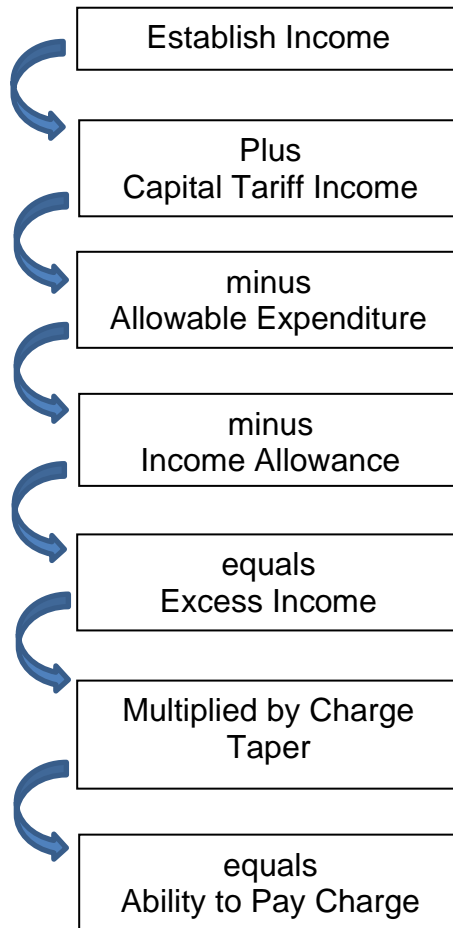 Establish Income
Plus
Capital Tariff Income
minus
Allowable Expenditure
minus
Income Allowance
equals
Excess Income
Multiplied by Charge
Taper
equals
Ability to Pay Charge